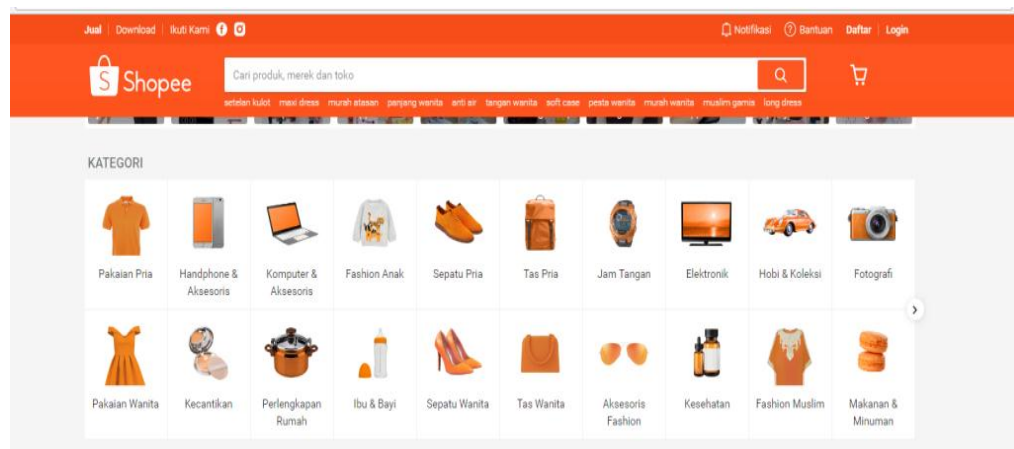 Jual Download Ikuti Kami
Notifikasi Bantuan Daftar Login
Shopee
Cari produk, merek dan toko
setelan kulot maxi dress murah atasan panjang wanita anti air tangan wanita soft case pesta wanita murah wanita muslim gamis long dress
KATEGORI
Pakaian Pria
Handphone &
Aksesoris
Komputer &
Aksesoris
Fashion Anak
Sepatu Pria
Tas Pria
Jam Tangan
Elektronik
Hobi & Koleksi
Fotografi
Pakaian Wanita
Kecantikan
Perlengkapan
Rumah
Ibu & Bayi
Sepatu Wanita
Tas Wanita
Aksesoris
Fashion
Kesehatan
Fashion Muslim
Makanan &
Minuman